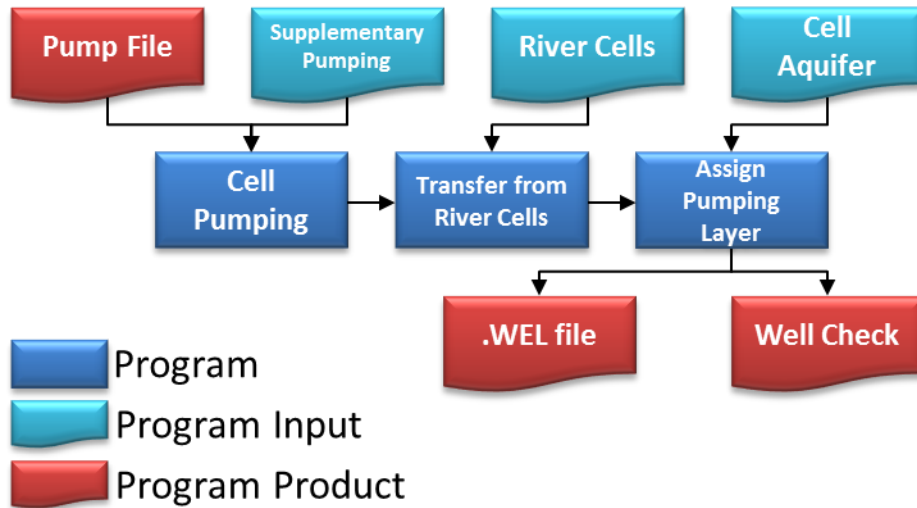 Pump File
Supplementary
Pumping
River Cells
Cell
Aquifer
Cell
Pumping
Transfer from
River Cells
Assign
Pumping
Layer
.WEL file
Well Check
Program
Program Input
Program Product